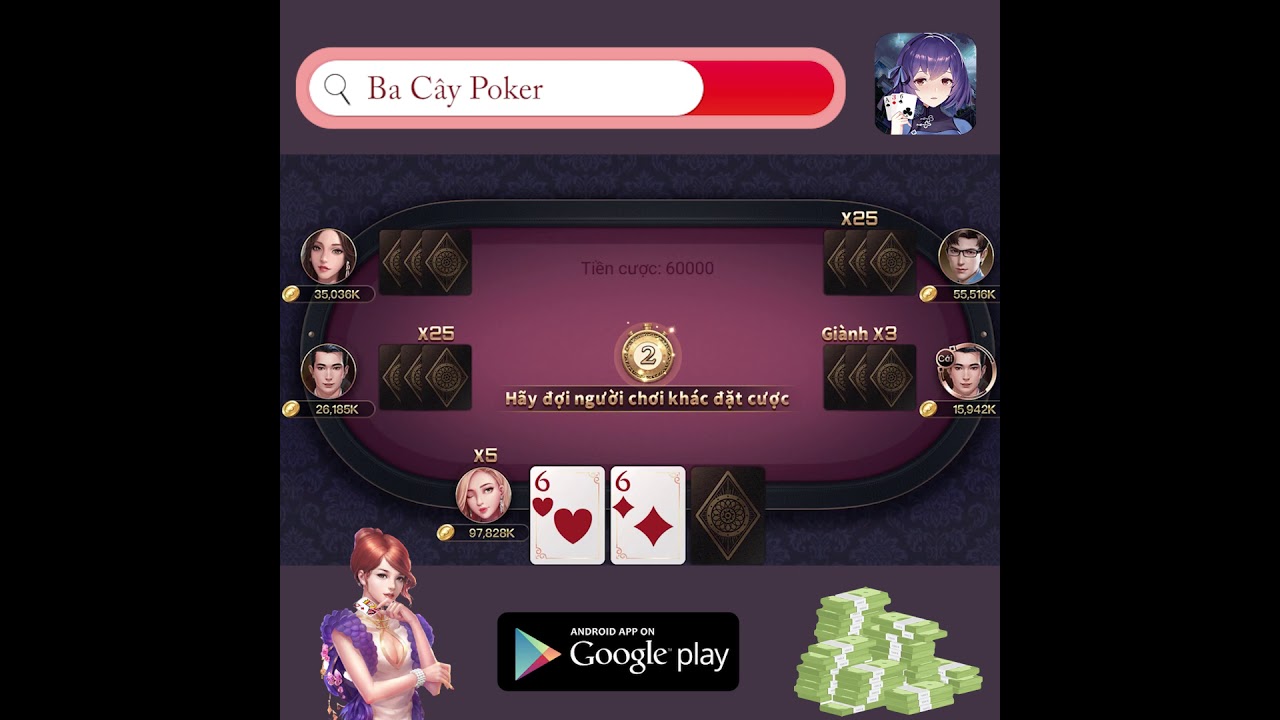 Ba Cây Poker
X25
Tiền cược: 60000
35,036K
55,516K
X25
Giành X3
2
Cái
Hãy đợi người chơi khác đặt cược
26,185K
15,942K
X5
6
6
97,828K
ANDROID APP ON
Google play